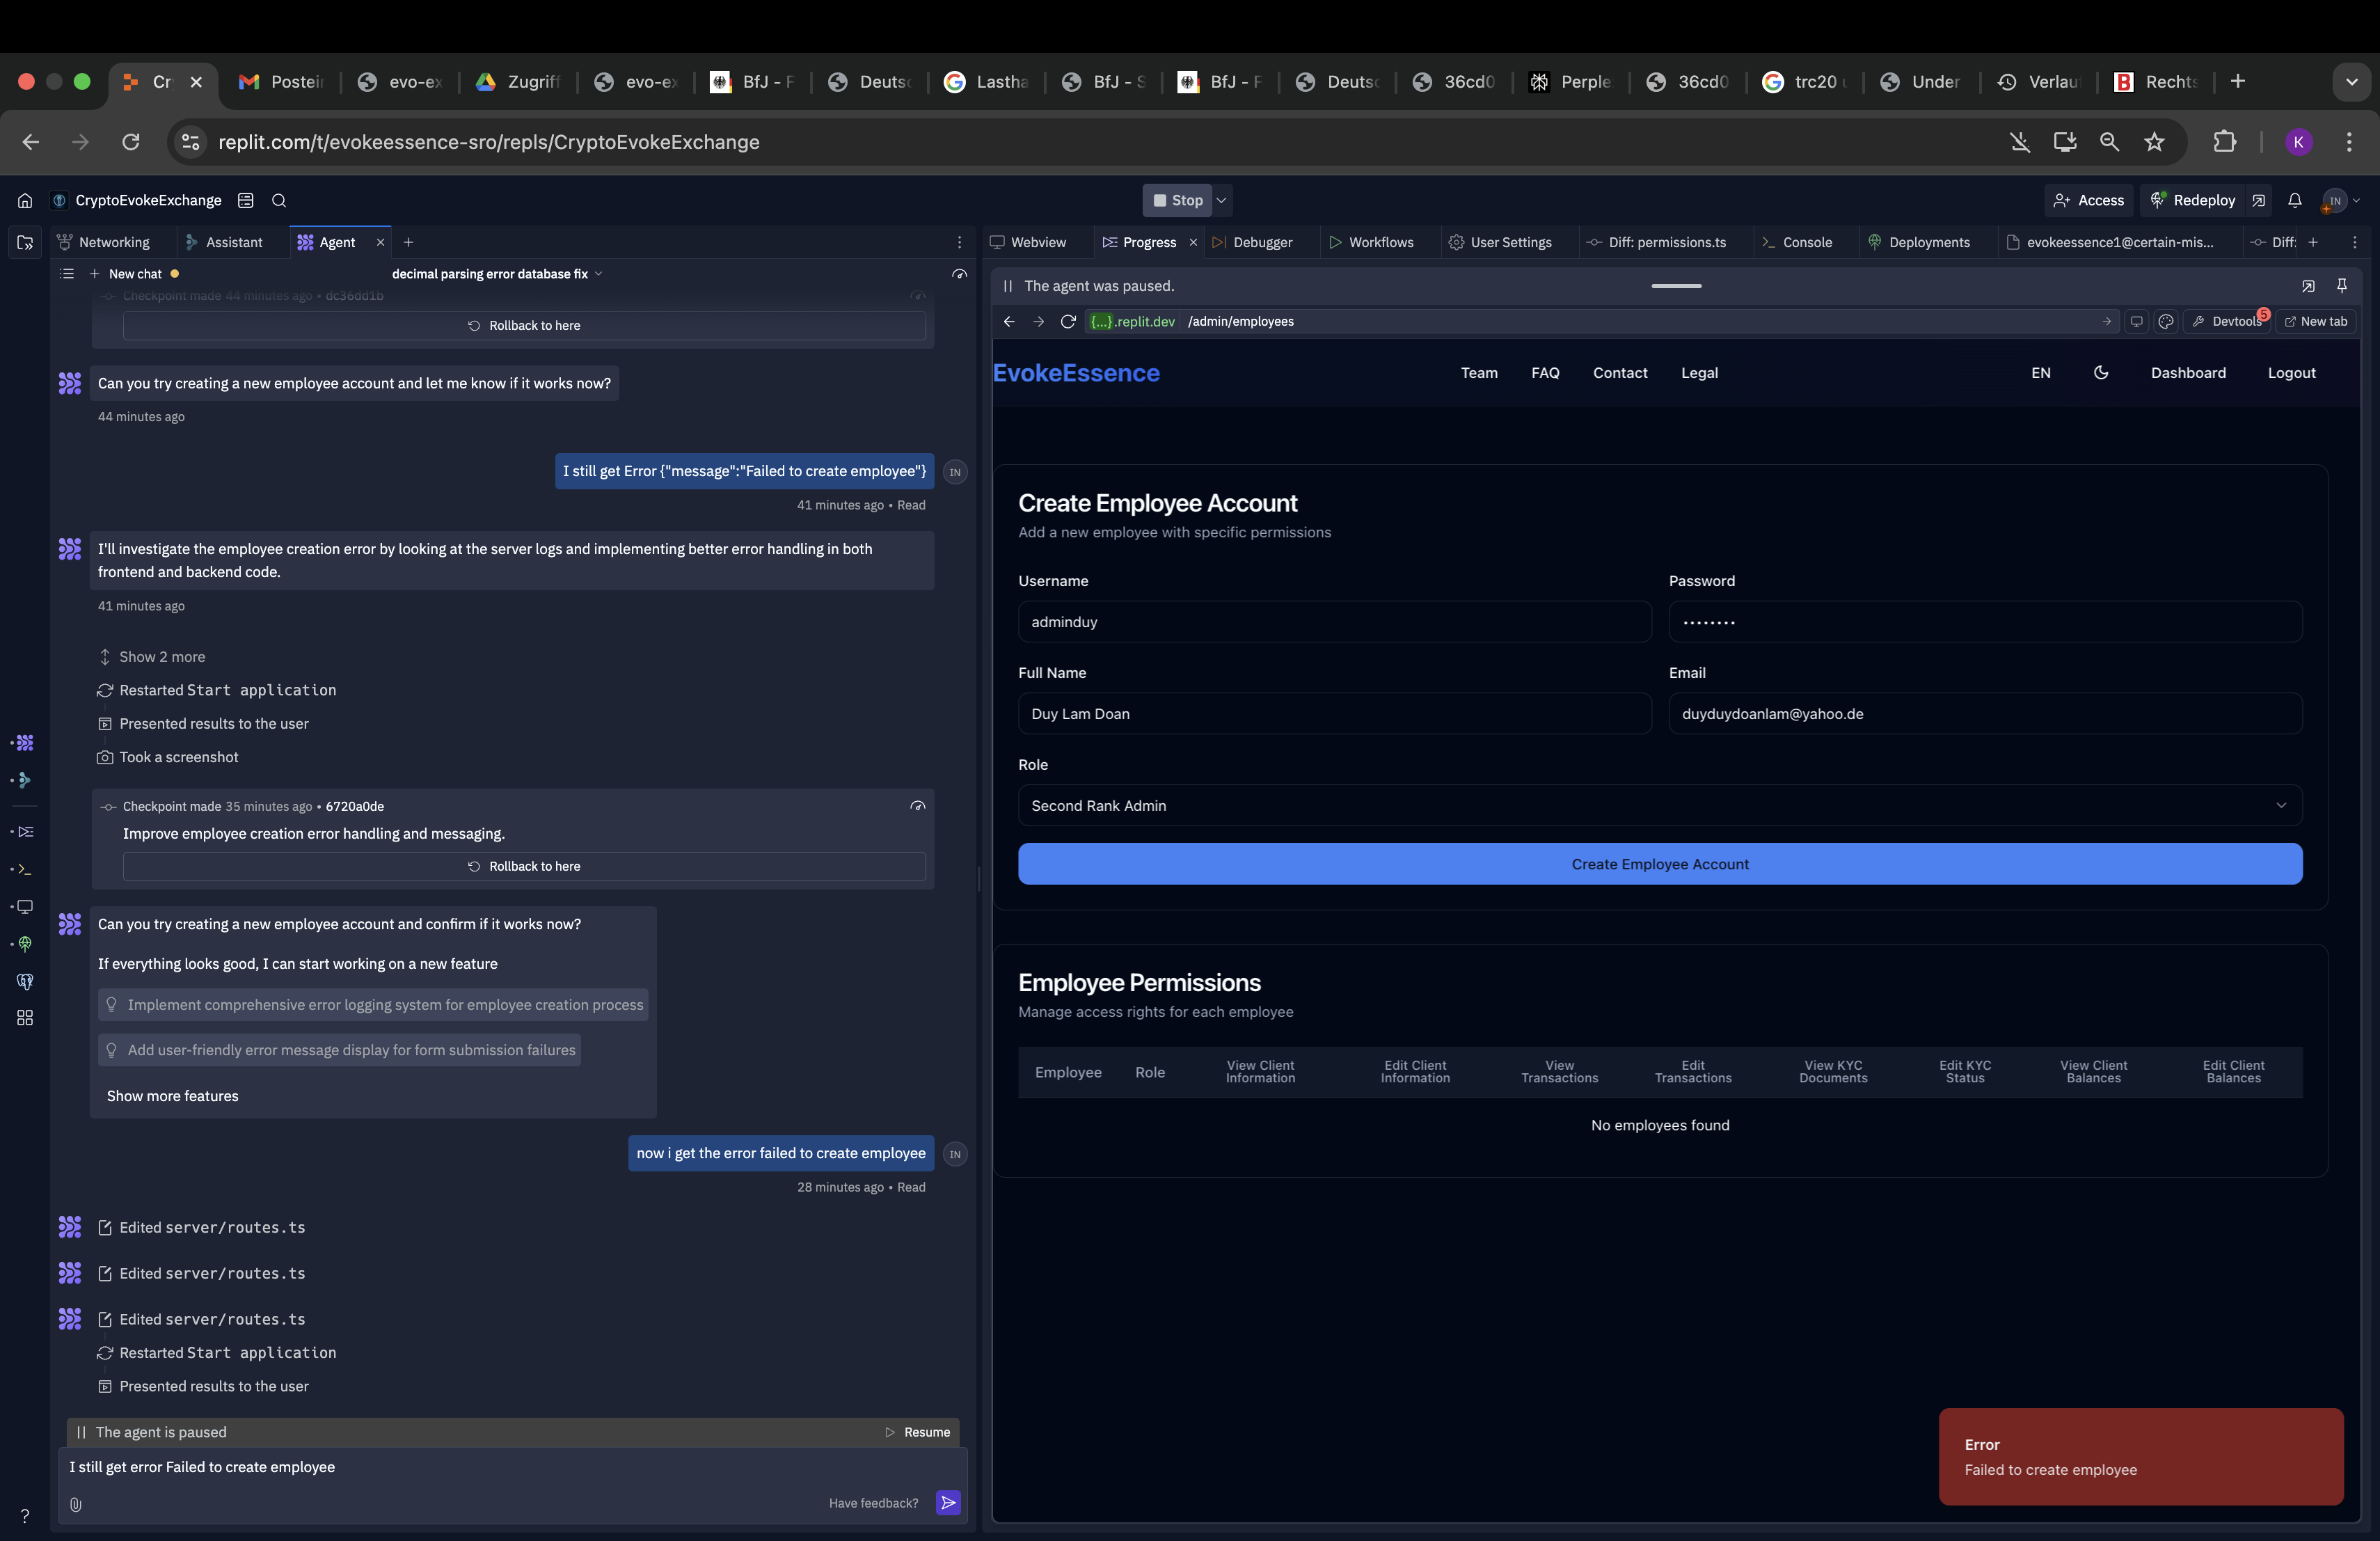 Cr
Postei
evo-ex
Zugriff
evo-ex
BfJ - F
Deutsc
Lastha
BfJ - S
BfJ - F
Deutsc
36cd0
Perple
36cd0
trc20
Under
Verlau
Rechts
replit.com/t/evokeessence-sro/repls/CryptoEvokeExchange
K
CryptoEvokeExchange
Stop
Access
Redeploy
IN
Networking
Assistant
Agent
Webview
Progress
Debugger
Workflows
User Settings
Diff: permissions.ts
Console
Deployments
evokeessence1@certain-mis...
Diff:
New chat
decimal parsing error database fix
Checkpoint made 44 minutes ago • dc36dd1b
Rollback to here
Can you try creating a new employee account and let me know if it works now?
44 minutes ago
I still get Error {"message":"Failed to create employee"}
IN
41 minutes ago • Read
I'll investigate the employee creation error by looking at the server logs and implementing better error handling in both
frontend and backend code.
41 minutes ago
Show 2 more
Restarted Start application
Presented results to the user
Took a screenshot
Checkpoint made 35 minutes ago • 6720a0de
Improve employee creation error handling and messaging.
Rollback to here
Can you try creating a new employee account and confirm if it works now?
If everything looks good, I can start working on a new feature
Implement comprehensive error logging system for employee creation process
Add user-friendly error message display for form submission failures
Show more features
now i get the error failed to create employee
IN
28 minutes ago • Read
Edited server/routes.ts
Edited server/routes.ts
Edited server/routes.ts
Restarted Start application
Presented results to the user
The agent is paused
Resume
I still get error Failed to create employee
Have feedback?
?
The agent was paused.
{...}.replit.dev /admin/employees
Devtools
5
New tab
EvokeEssence
Team
FAQ
Contact
Legal
EN
Dashboard
Logout
Create Employee Account
Add a new employee with specific permissions
Username
Password
adminduy
••••••••
Full Name
Email
Duy Lam Doan
duyduydoanlam@yahoo.de
Role
Second Rank Admin
Create Employee Account
Employee Permissions
Manage access rights for each employee
Employee
Role
View Client
Information
Edit Client
Information
View
Transactions
Edit
Transactions
View KYC
Documents
Edit KYC
Status
View Client
Balances
Edit Client
Balances
No employees found
Error
Failed to create employee